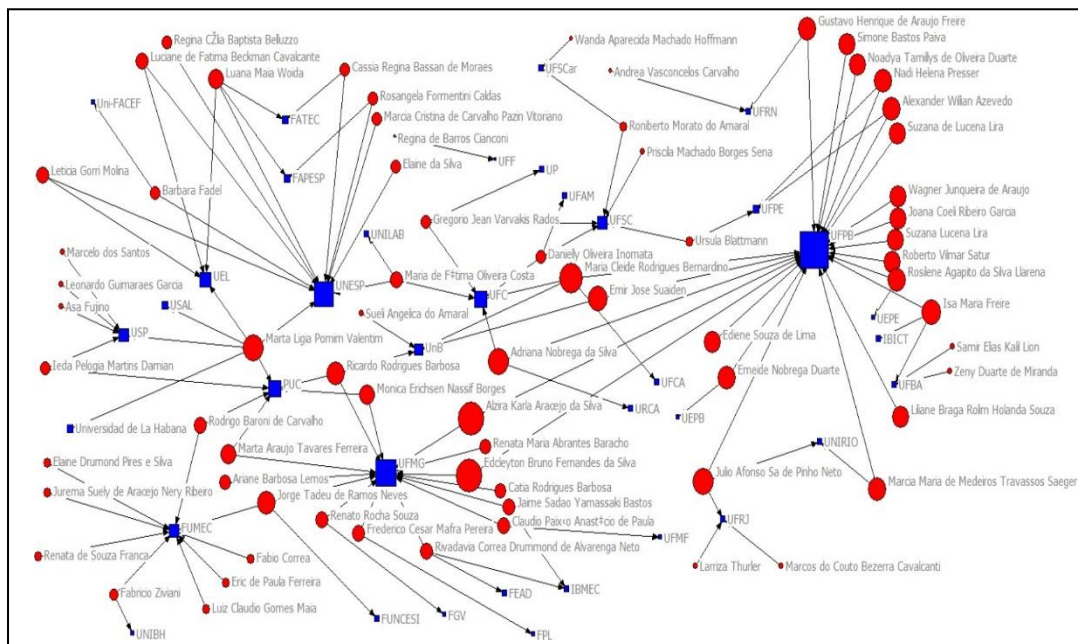 Gustavo Henrique de Araujo Freire
Regina CŽlia Baptista Belluzzo
Wanda Aparecida Machado Hoffmann
Simone Bastos Paiva
Luciane de Fatima Beckman Cavalcante
Noadya Tamillys de Oliveira Duarte
Luana Maia Woida
Cassia Regina Bassan de Moraes
UFSCar
Andrea Vasconcelos Carvalho
Nadi Helena Presser
Uni-FACEF
Rosangela Formentini Caldas
Alexander Wilian Azevedo
UFRN
FATEC
Marcia Cristina de Carvalho Pazin Vitoriano
Roniberto Morato do Amaral
Suzana de Lucena Lira
Regina de Barros Cianconi
Priscila Machado Borges Sena
UFF
Elaine da Silva
UP
Leticia Gorri Molina
FAPESP
Barbara Fadel
UFAM
Wagner Junqueira de Araujo
UFPE
Joana Coeli Ribeiro Garcia
Gregorio Jean Varvakis Rados
UFSC
UNILAB
Ursula Blattmann
Suzana Lucena Lira
UFPB
Marcelo dos Santos
Danielly Oliveira Inomata
Roberto Vilmar Satur
Maria Cleide Rodrigues Bernardino
UEL
Maria de F‡tima Oliveira Costa
Rosilene Agapito da Silva Llarena
Leonardo Guimaraes Garcia
UNESP
UFC
Emir Jose Suaiden
USAL
Asa Fujino
Sueli Angelica do Amaral
UEPE
Isa Maria Freire
USP
IBICT
Marta Ligia Pomim Valentim
UnB
Ediene Souza de Lima
Samir Elias Kalil Lion
Ieda Pelogia Martins Damian
Ricardo Rodrigues Barbosa
Adriana Nobrega da Silva
Zeny Duarte de Miranda
PUC
Monica Erichsen Nassif Borges
UFCA
Emeide Nobrega Duarte
UFBA
URCA
UEPB
Alzira Karla Aracejo da Silva
Liliane Braga Rolm Holanda Souza
Rodrigo Baroni de Carvalho
Universidad de La Habana
UNIRIO
Renata Maria Abrantes Baracho
Marta Araujo Tavares Ferreira
Elaine Drumond Pires e Silva
UFMG
Edcleyton Bruno Fernandes da Silva
Julio Afonso Sa de Pinho Neto
Ariane Barbosa Lemos
Marcia Maria de Medeiros Travassos Saeger
Jurema Suely de Aracejo Nery Ribeiro
Catia Rodrigues Barbosa
Jorge Tadeu de Ramos Neves
Jaime Sadao Yamassaki Bastos
Renato Rocha Souza
UFRJ
FUMEC
Claudio Paix‹o Anast‡cio de Paula
Frederico Cesar Mafra Pereira
UFMF
Renata de Souza Franca
Rivadavia Correa Drummond de Alvarenga Neto
Fabio Correa
Larriza Thurler
Marcos do Couto Bezerra Cavalcanti
Eric de Paula Ferreira
Fabricio Ziviani
FEAD
IBMEC
Luiz Claudio Gomes Maia
FUNCESI
FGV
UNIBH
FPL